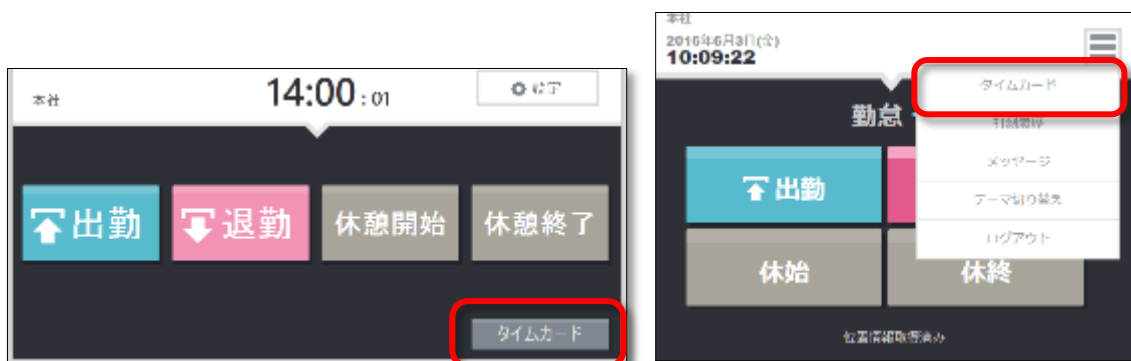 本社
14:00:01
設定
出勤
退勤
休憩開始
休憩終了
タイムカード
本社
2016年6月3日(金)
10:09:22
タイムカード
勤怠
打刻履歴
メッセージ
出勤
テーマ切り替え
ログアウト
休始
休終
位置情報取得済み